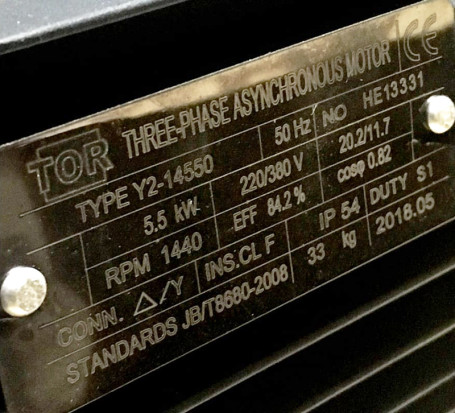 TOR THREE-PHASE ASYNCHRONOUS MOTOR CE
TYPE Y2-14550 50 Hz NO HE13331
5.5 kW 220/380 V 20.2/11.7
RPM 1440 EFF 84.2% cosφ 0.82
CONN. △/Y INS.CL F IP 54 DUTY S1
STANDARDS JB/T8680-2008 33 kg 2018.05